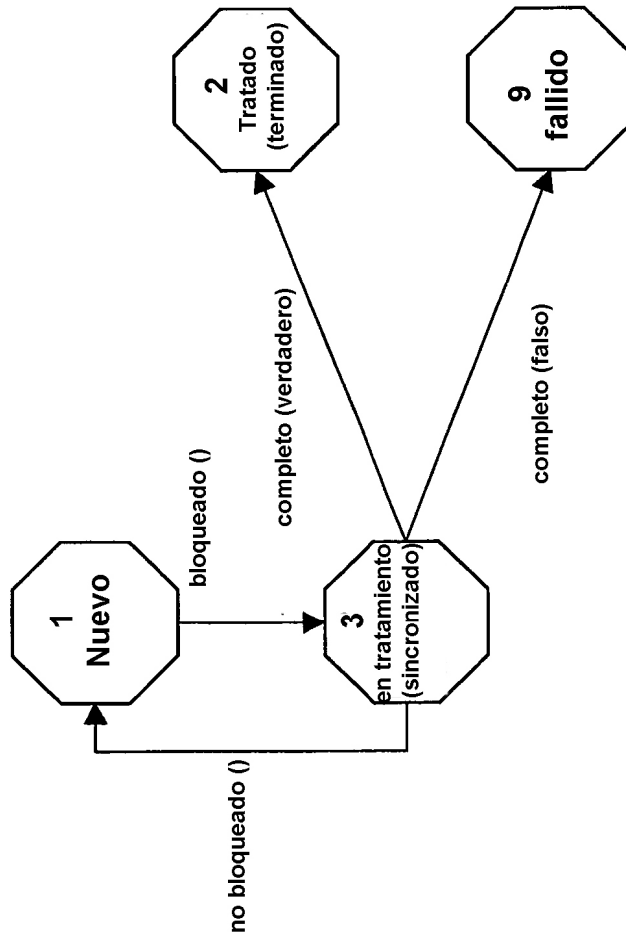 1
Nuevo
bloqueado ()
no bloqueado ()
3
en tratamiento
(sincronizado)
completo (verdadero)
completo (falso)
2
Tratado
(terminado)
9
fallido